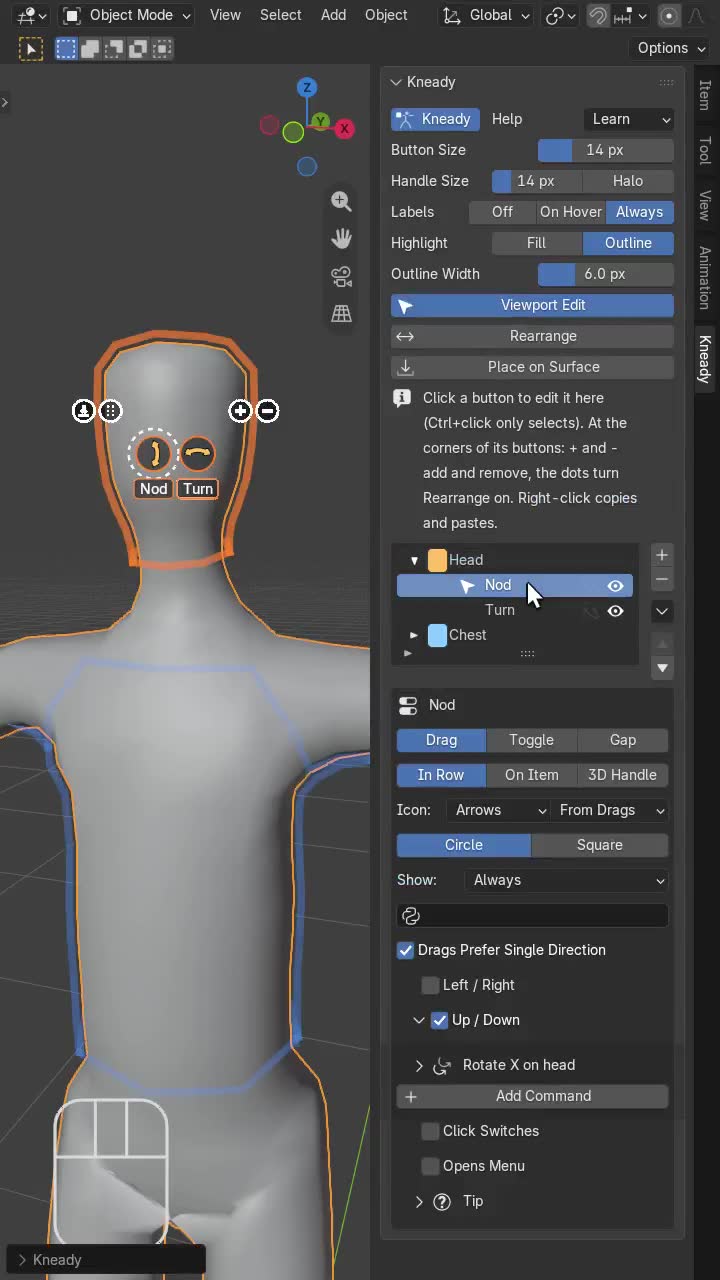 Object Mode View Select Add Object Global
Options
Kneady
Kneady Help Learn
Button Size 14 px
Handle Size 14 px Halo
Labels Off On Hover Always
Highlight Fill Outline
Outline Width 6.0 px
Viewport Edit
Rearrange
Place on Surface
Click a button to edit it here
(Ctrl+click only selects). At the
corners of its buttons: + and -
add and remove, the dots turn
Rearrange on. Right-click copies
and pastes.
Head
Nod
Turn
Chest
Nod
Drag Toggle Gap
In Row On Item 3D Handle
Icon: Arrows From Drags
Circle Square
Show: Always
Drags Prefer Single Direction
Left / Right
Up / Down
Rotate X on head
Add Command
Click Switches
Opens Menu
Tip
Item
Tool
View
Animation
Kneady
Z
Y
X
Nod Turn
Kneady